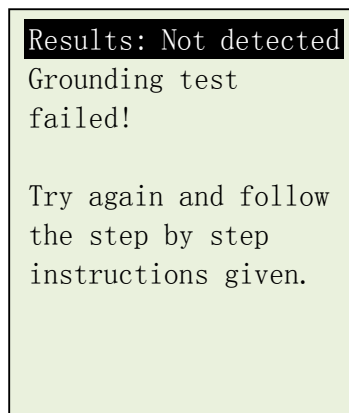 Results: Not detected
Grounding test
failed!
Try again and follow
the step by step
instructions given.